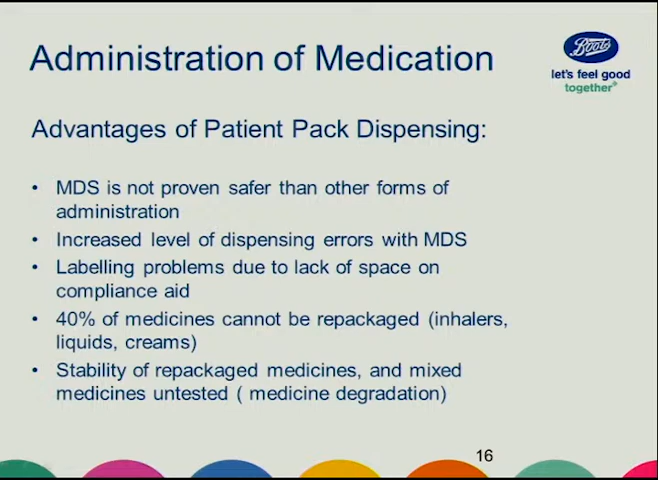 Administration of Medication
Boots
let's feel good
together+
Advantages of Patient Pack Dispensing:
• MDS is not proven safer than other forms of
administration
• Increased level of dispensing errors with MDS
• Labelling problems due to lack of space on
compliance aid
• 40% of medicines cannot be repackaged (inhalers,
liquids, creams)
• Stability of repackaged medicines, and mixed
medicines untested ( medicine degradation)
16